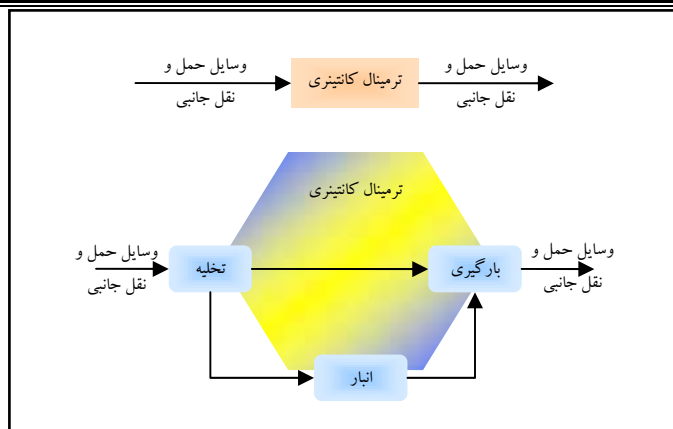 وسایل حمل و
نقل جانبی
ترمینال کانتینری
وسایل حمل و
نقل جانبی
ترمینال کانتینری
وسایل حمل و
نقل جانبی
تخلیه
بارگیری
وسایل حمل و
نقل جانبی
انبار